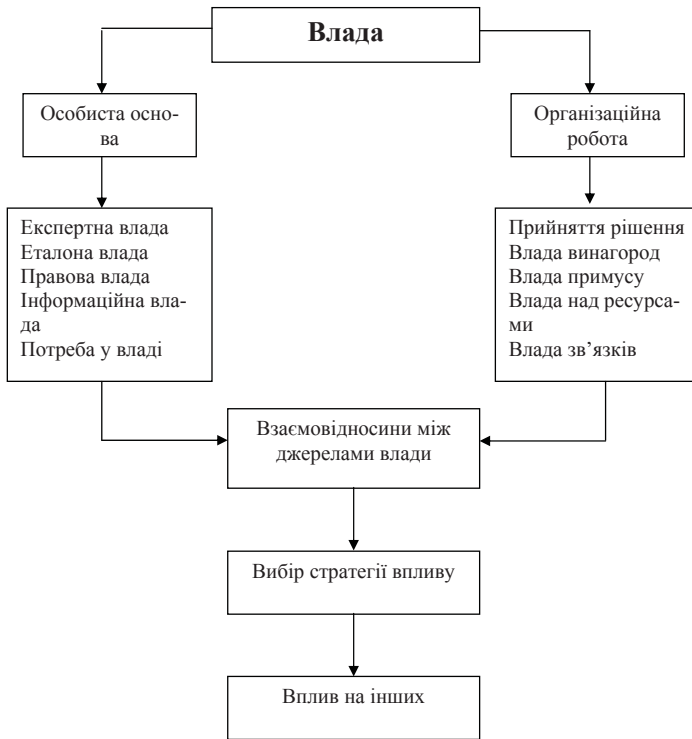 Влада
Особиста осно-
ва
Організаційна
робота
Експертна влада
Еталона влада
Правова влада
Інформаційна вла-
да
Потреба у владі
Прийняття рішення
Влада винагород
Влада примусу
Влада над ресурса-
ми
Влада зв’язків
Взаємовідносини між
джерелами влади
Вибір стратегії впливу
Вплив на інших